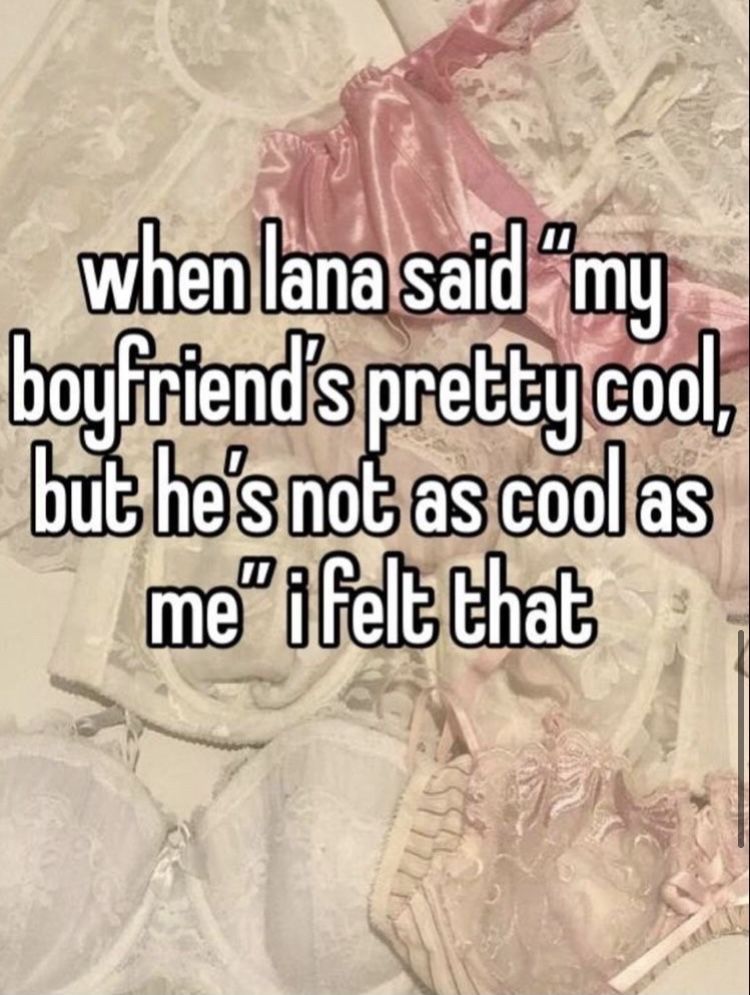 when lana said “my
boyfriend’s pretty cool,
but he’s not as cool as
me” i felt that